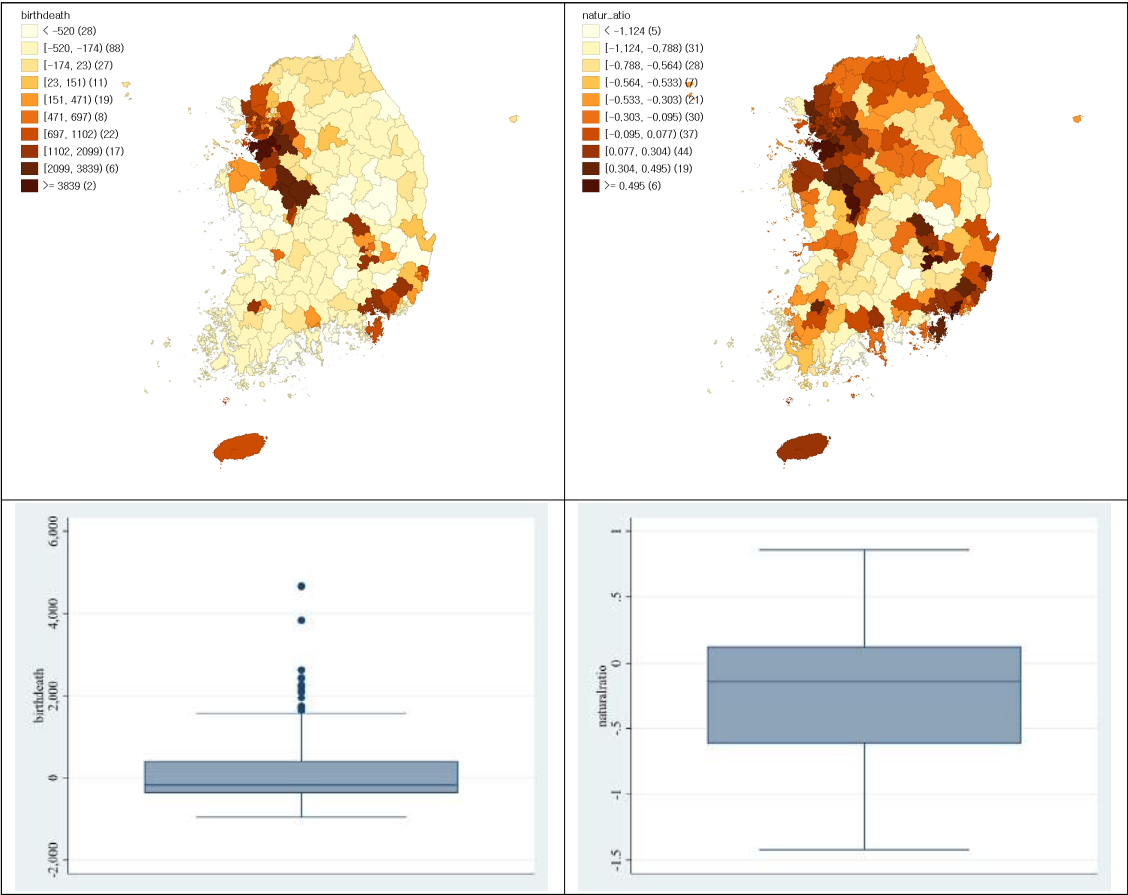 birthdeath
< -520 (28)
[-520, -174) (88)
[-174, 23) (27)
[23, 151) (11)
[151, 471) (19)
[471, 697) (8)
[697, 1102) (22)
[1102, 2099) (17)
[2099, 3839) (6)
>= 3839 (2)
natur_atio
< -1.124 (5)
[-1.124, -0.788) (31)
[-0.788, -0.564) (28)
[-0.564, -0.533) (7)
[-0.533, -0.303) (21)
[-0.303, -0.095) (30)
[-0.095, 0.077) (37)
[0.077, 0.304) (44)
[0.304, 0.495) (19)
>= 0.495 (6)
birthdeath
6,000
4,000
2,000
0
-2,000
naturalratio
1
.5
0
-.5
-1
-1.5